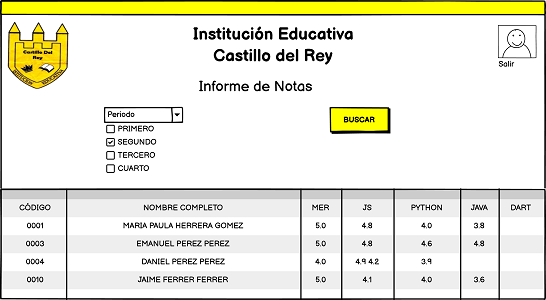 Institución Educativa
Castillo del Rey
Castillo Del
Rey
INSTITUCION EDUCATIVA
Salir
Informe de Notas
Periodo
BUSCAR
PRIMERO
SEGUNDO
TERCERO
CUARTO
CÓDIGO NOMBRE COMPLETO MER JS PYTHON JAVA DART
0001 MARIA PAULA HERRERA GOMEZ 5.0 4.8 4.0 3.8
0003 EMANUEL PEREZ PEREZ 5.0 4.8 4.6 4.8
0004 DANIEL PEREZ PEREZ 4.0 4.9 4.2 3.9
0010 JAIME FERRER FERRER 5.0 4.1 4.0 3.6